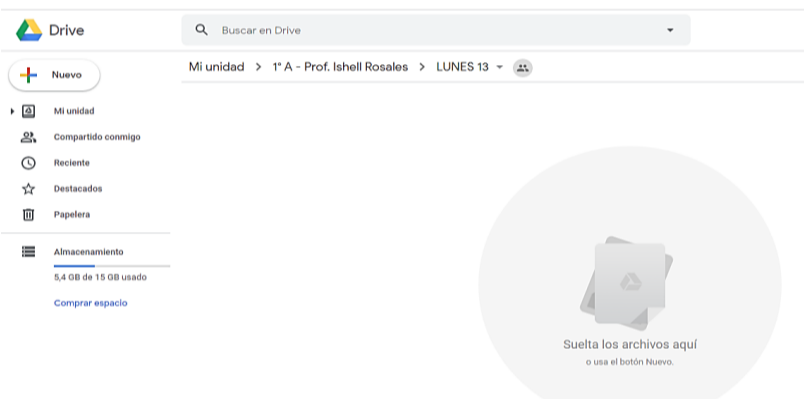 Drive
Buscar en Drive
Nuevo
Mi unidad > 1° A - Prof. Ishell Rosales > LUNES 13
Mi unidad
Compartido conmigo
Reciente
Destacados
Papelera
Almacenamiento
5,4 GB de 15 GB usado
Comprar espacio
Suelta los archivos aquí
o usa el botón Nuevo.